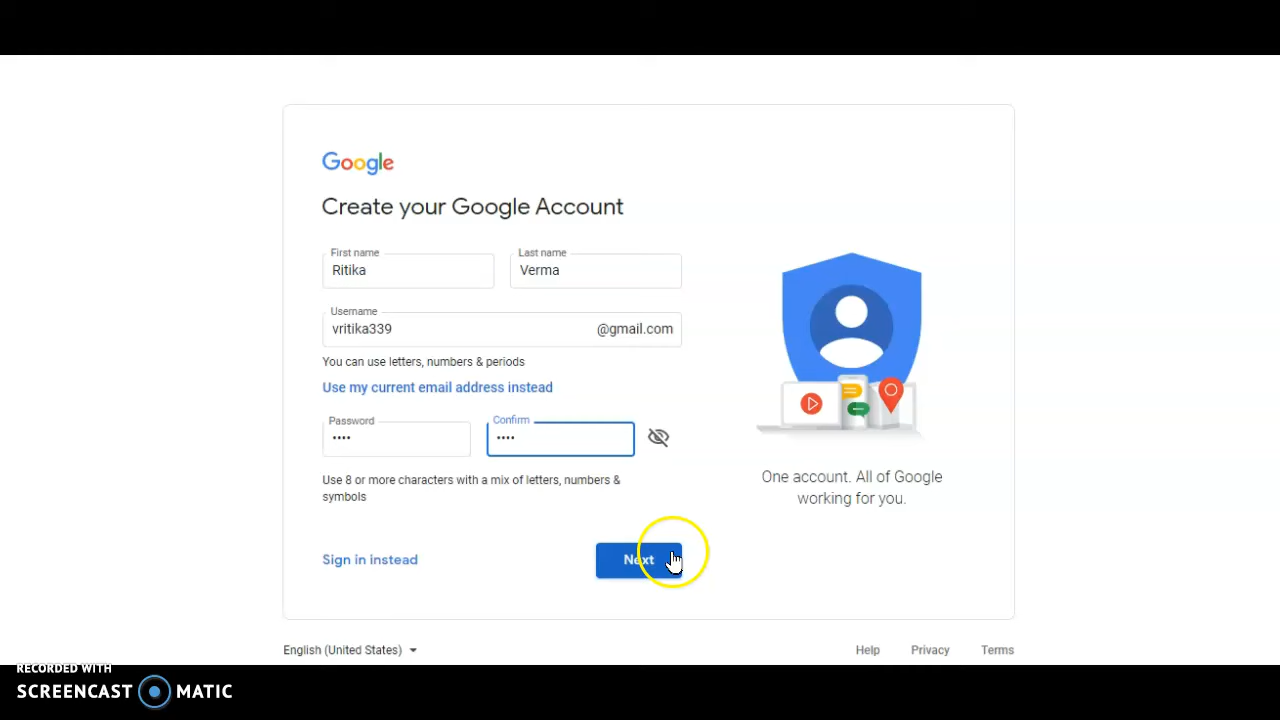 Google
Create your Google Account
First name
Last name
Ritika
Verma
Username
vritika339
@gmail.com
You can use letters, numbers & periods
Use my current email address instead
Password
Confirm
••••
••••
Use 8 or more characters with a mix of letters, numbers &
symbols
One account. All of Google
working for you.
Sign in instead
Next
English (United States)
Help
Privacy
Terms
RECORDED WITH
SCREENCAST MATIC